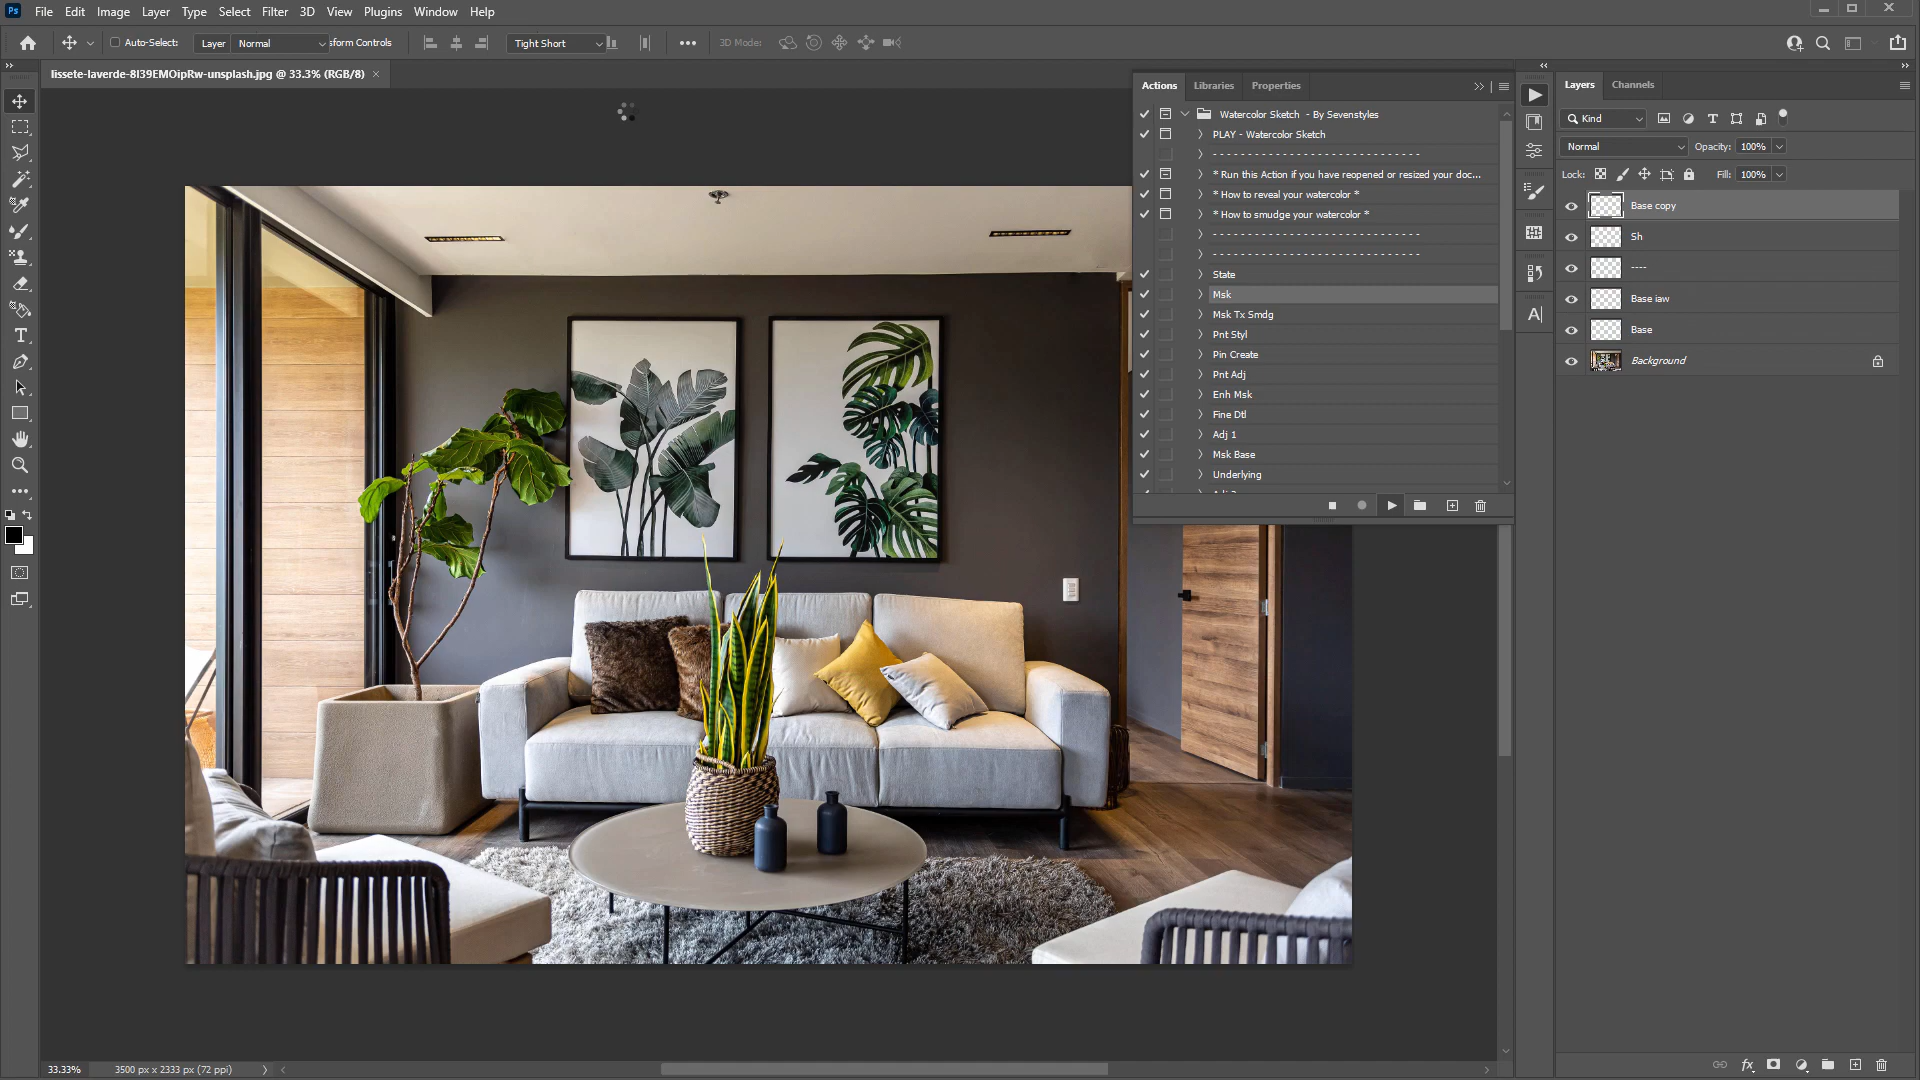 Ps File Edit Image Layer Type Select Filter 3D View Plugins Window Help
Auto-Select: Layer Normal sform Controls Tight Short 3D Mode:
lissete-laverde-8I39EMOipRw-unsplash.jpg @ 33.3% (RGB/8)
Actions Libraries Properties
Watercolor Sketch - By Sevenstyles
PLAY - Watercolor Sketch
- - - - - - - - - - - - - - - - - - - - - - - - - - - - - -
* Run this Action if you have reopened or resized your doc...
* How to reveal your watercolor *
* How to smudge your watercolor *
- - - - - - - - - - - - - - - - - - - - - - - - - - - - - -
- - - - - - - - - - - - - - - - - - - - - - - - - - - - - -
State
Msk
Msk Tx Smdg
Pnt Styl
Pin Create
Pnt Adj
Enh Msk
Fine Dtl
Adj 1
Msk Base
Underlying
Layers Channels
Kind
Normal Opacity: 100%
Lock: Fill: 100%
Base copy
Sh
----
Base iaw
Base
Background
33.33% 3500 px x 2333 px (72 ppi)